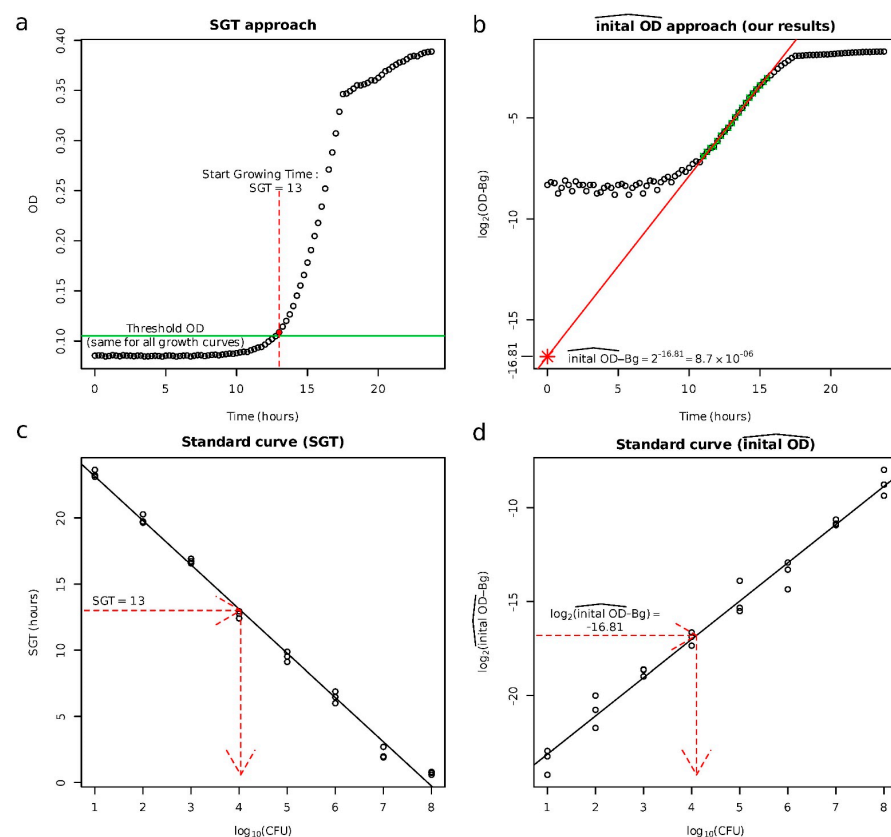 a
SGT approach
OD
0.40
0.35
0.25
0.15
0.30
0.20
0.10
Start Growing Time :
SGT = 13
Threshold OD
(same for all growth curves)
0 5 10 15 20
Time (hours)
b
inital OD approach (our results)
log2(OD-Bg)
-5
-10
-15
-16.81
inital OD–Bg = 2^-16.81 = 8.7 × 10^-06
0 5 10 15 20
Time (hours)
c
Standard curve (SGT)
SGT (hours)
20
15
10
5
0
SGT = 13
1 2 3 4 5 6 7 8
log10(CFU)
d
Standard curve (inital OD)
log2(inital OD–Bg)
-10
-15
-20
log2(inital OD-Bg) =
-16.81
1 2 3 4 5 6 7 8
log10(CFU)